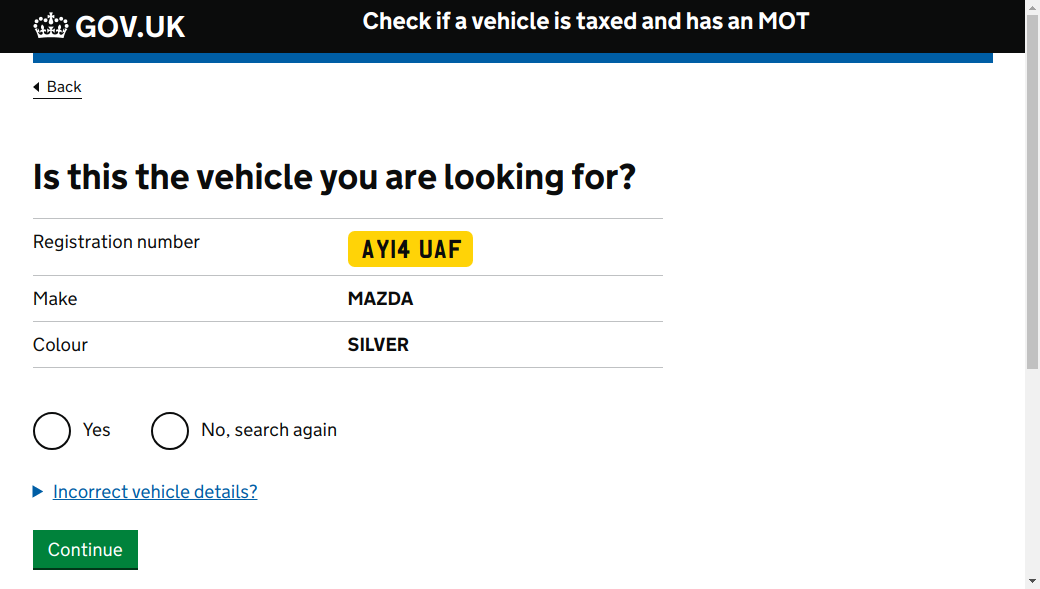 GOV.UK
Check if a vehicle is taxed and has an MOT
Back
Is this the vehicle you are looking for?
Registration number AY14 UAF
Make MAZDA
Colour SILVER
Yes No, search again
Incorrect vehicle details?
Continue